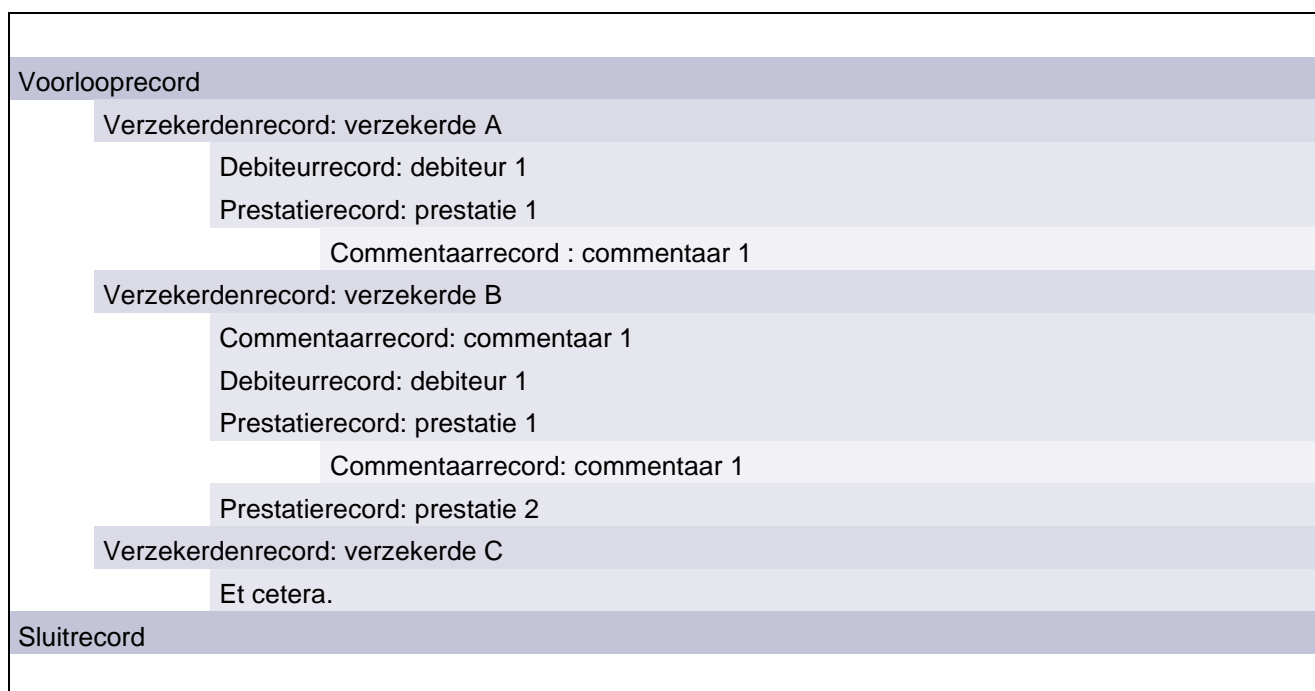 Voorlooprecord
Verzekerdenrecord: verzekerde A
Debiteurrecord: debiteur 1
Prestatierecord: prestatie 1
Commentaarrecord : commentaar 1
Verzekerdenrecord: verzekerde B
Commentaarrecord: commentaar 1
Debiteurrecord: debiteur 1
Prestatierecord: prestatie 1
Commentaarrecord: commentaar 1
Prestatierecord: prestatie 2
Verzekerdenrecord: verzekerde C
Et cetera.
Sluitrecord